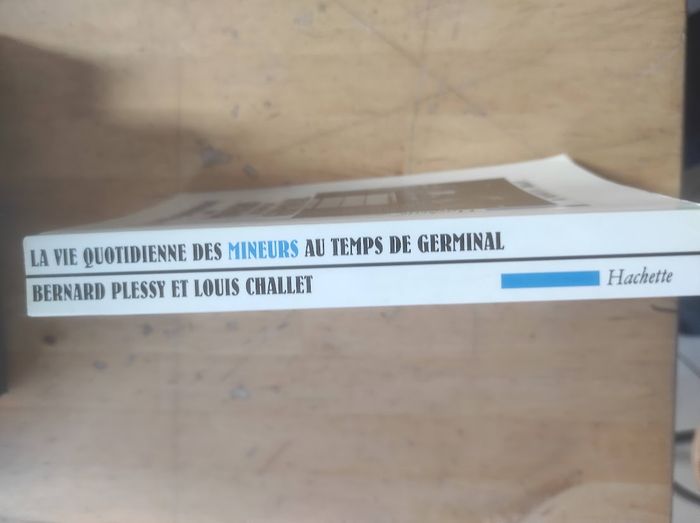 LA VIE QUOTIDIENNE DES MINEURS AU TEMPS DE GERMINAL
BERNARD PLESSY ET LOUIS CHALLET
Hachette